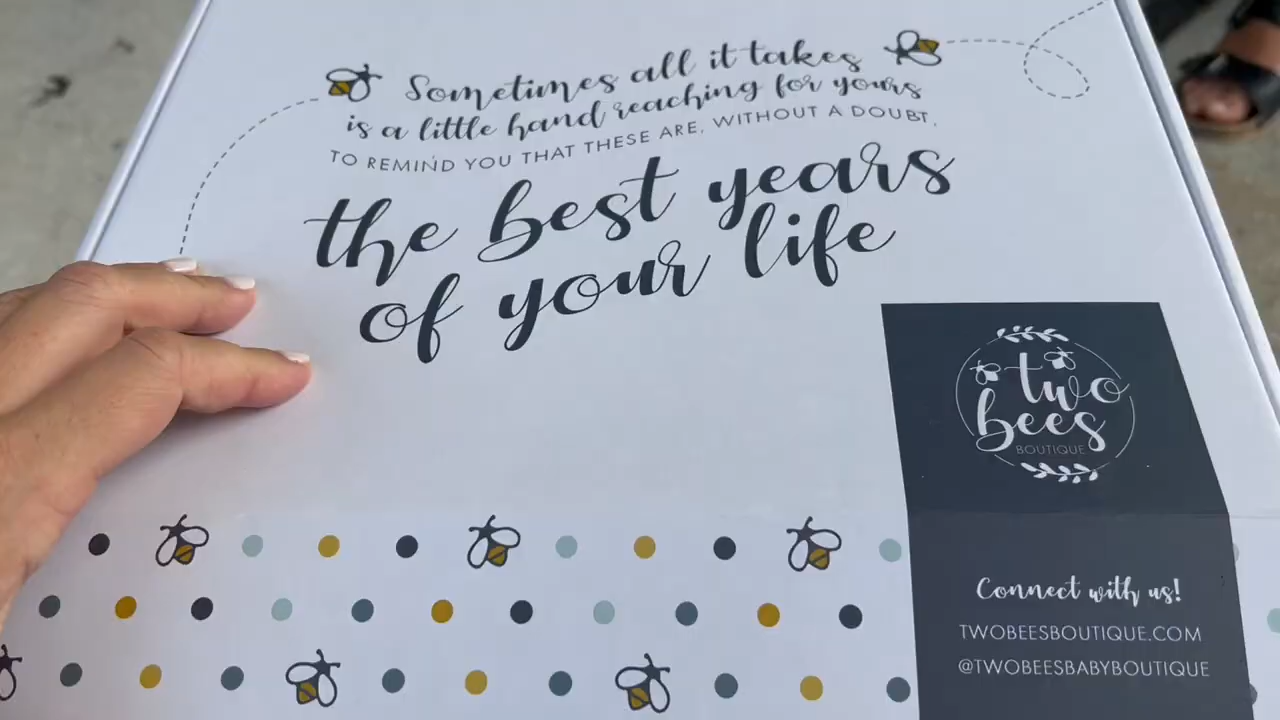 Sometimes all it takes
is a little hand reaching for yours
TO REMIND YOU THAT THESE ARE, WITHOUT A DOUBT,
the best years
of your life
two
bees
BOUTIQUE
Connect with us!
TWOBEESBOUTIQUE.COM
@TWOBEESBABYBOUTIQUE